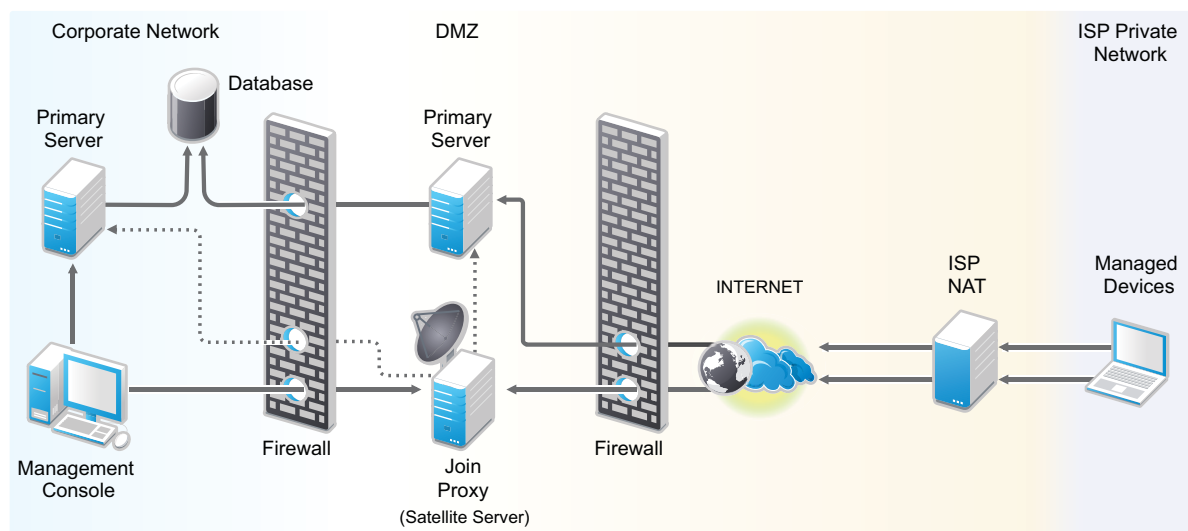 Corporate Network
DMZ
ISP Private
Network
Database
Primary
Server
Primary
Server
INTERNET
ISP
NAT
Managed
Devices
Firewall
Firewall
Management
Console
Join
Proxy
(Satellite Server)